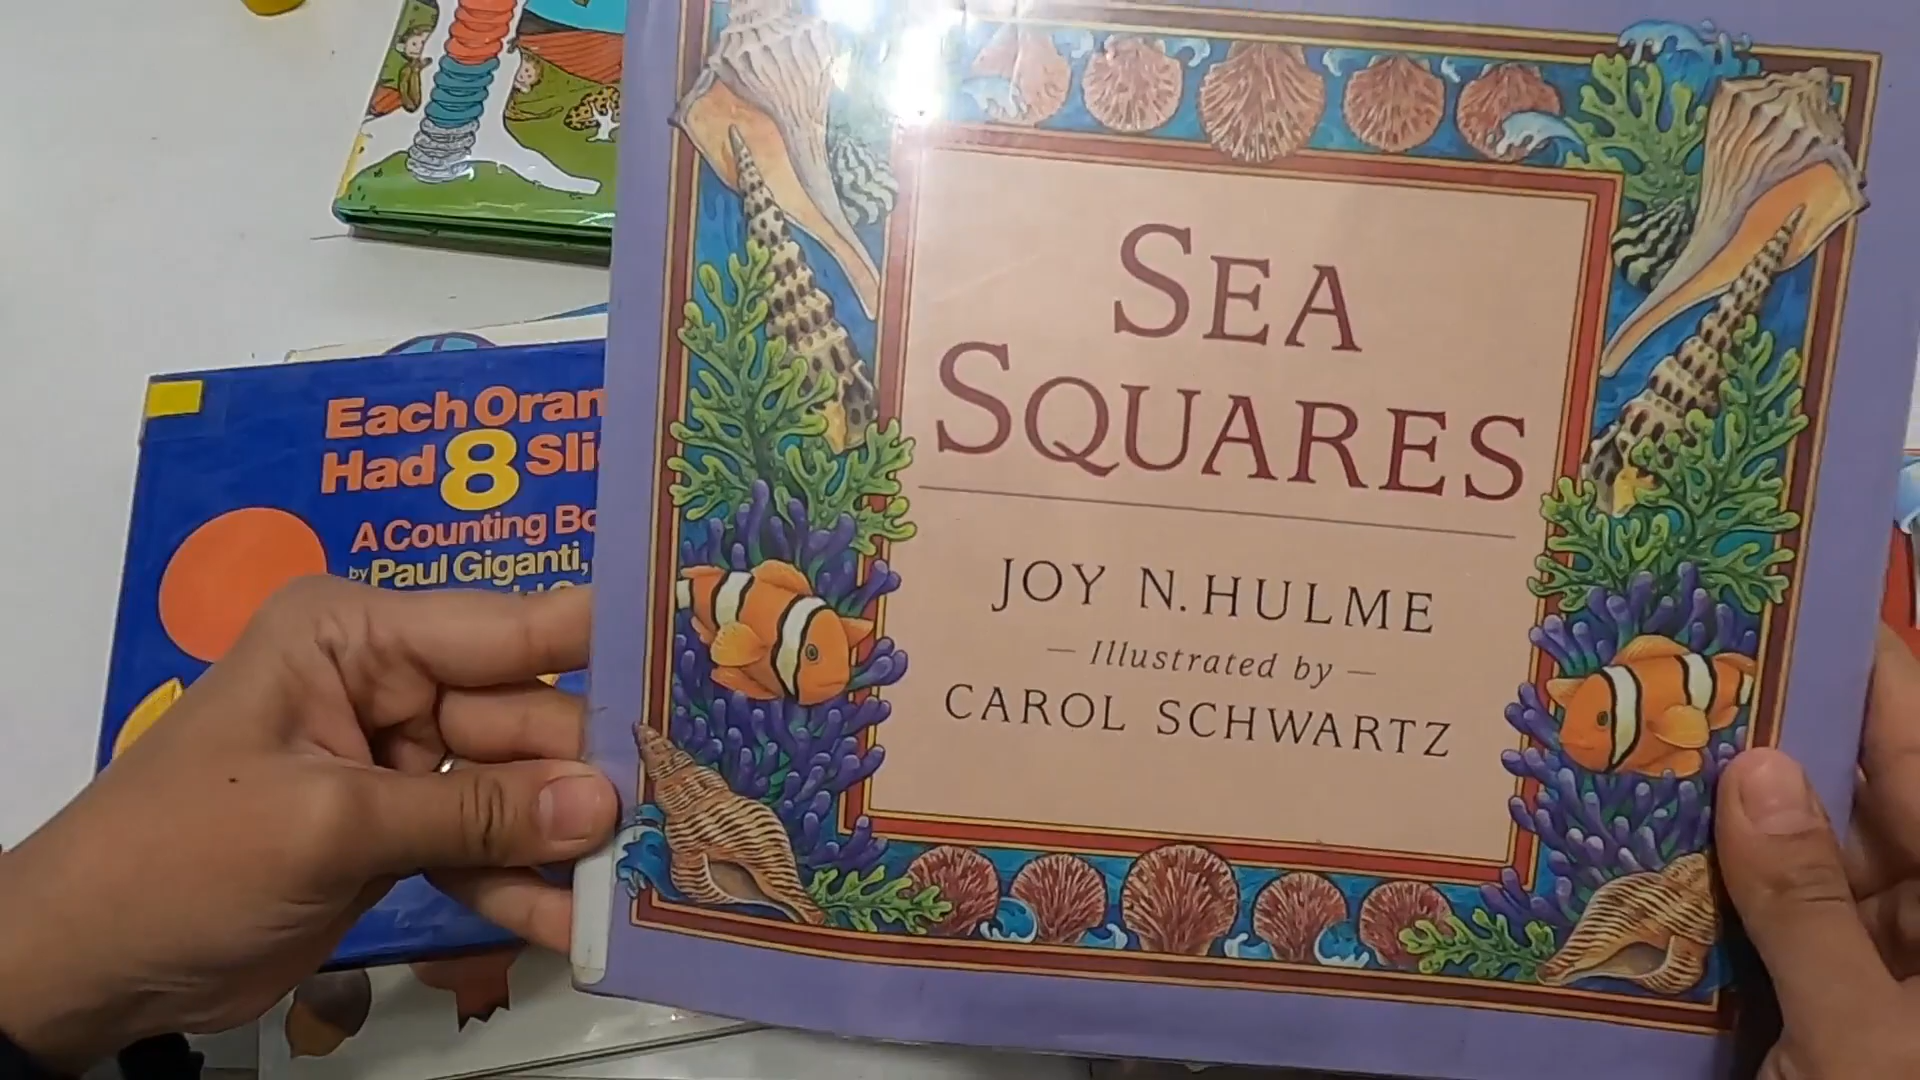 SEA
SQUARES
JOY N. HULME
— Illustrated by —
CAROL SCHWARTZ
Each Oran
Had 8 Sli
A Counting Bo
by Paul Giganti,